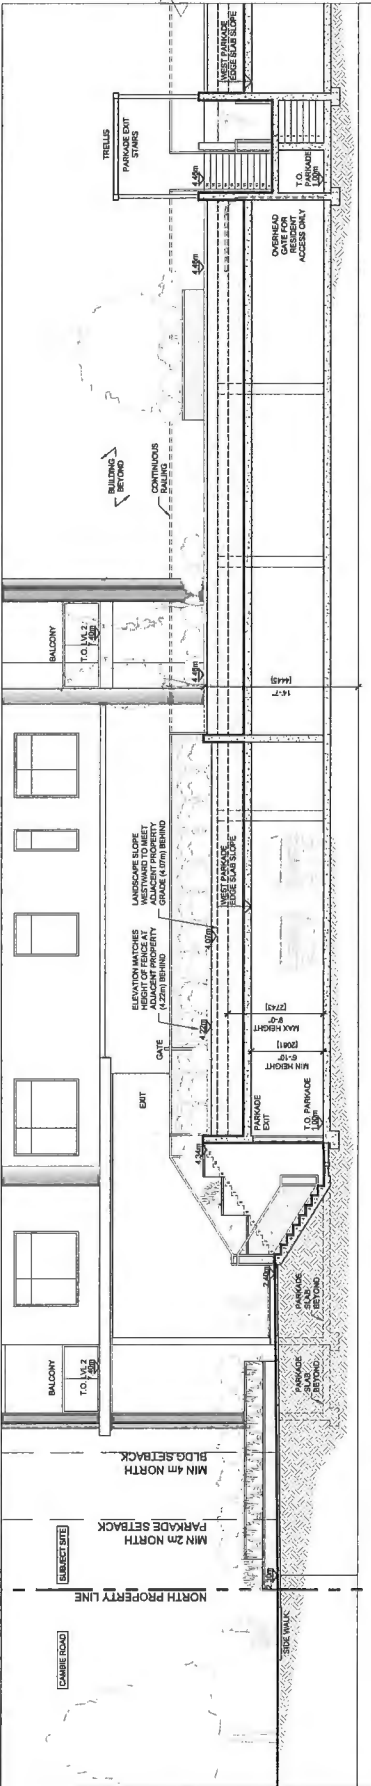 CAMBIE ROAD
SUBJECT SITE
NORTH PROPERTY LINE
MIN 2m NORTH
PARKADE SETBACK
MIN 4m NORTH
BLDG SETBACK
SIDE WALK
BALCONY
T.O. LVL 2
PARKADE
SLAB
BEYOND
PARKADE
SLAB
BEYOND
2.40m
4.34m
EXIT
GATE
PARKADE
EXIT
T.O. PARKADE
1.00m
MIN HEIGHT
6'-10"
[2081]
MAX HEIGHT
9'-0"
[2743]
ELEVATION MATCHES
HEIGHT OF FENCE AT
ADJACENT PROPERTY
(4.22m) BEHIND
4.22m
LANDSCAPE SLOPE
WESTWARD TO MEET
ADJACENT PROPERTY
GRADE (4.07m) BEHIND
4.07m
WEST PARKADE
EDGE SLAB SLOPE
BALCONY
T.O. LVL 2
4.46m
14'-7"
[4445]
BUILDING
BEYOND
CONTINUOUS
RAILING
4.46m
TRELLIS
PARKADE EXIT
STAIRS
4.46m
OVERHEAD
GATE FOR
RESIDENT
ACCESS ONLY
T.O.
PARKADE
1.00m
WEST PARKADE
EDGE SLAB SLOPE